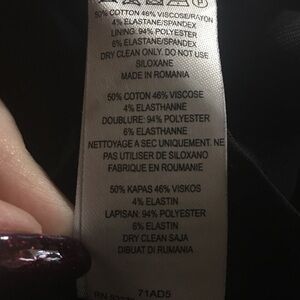 50% COTTON 46% VISCOSE/RAYON
4% ELASTANE/SPANDEX
LINING: 94% POLYESTER
6% ELASTANE/SPANDEX
DRY CLEAN ONLY. DO NOT USE
SILOXANE
MADE IN ROMANIA
50% COTON 46% VISCOSE
4% ELASTHANNE
DOUBLURE: 94% POLYESTER
6% ELASTHANNE
NETTOYAGE A SEC UNIQUEMENT. NE
PAS UTILISER DE SILOXANO
FABRIQUE EN ROUMANIE
50% KAPAS 46% VISKOS
4% ELASTIN
LAPISAN: 94% POLYESTER
6% ELASTIN
DRY CLEAN SAJA
DIBUAT DI RUMANIA
71AD5